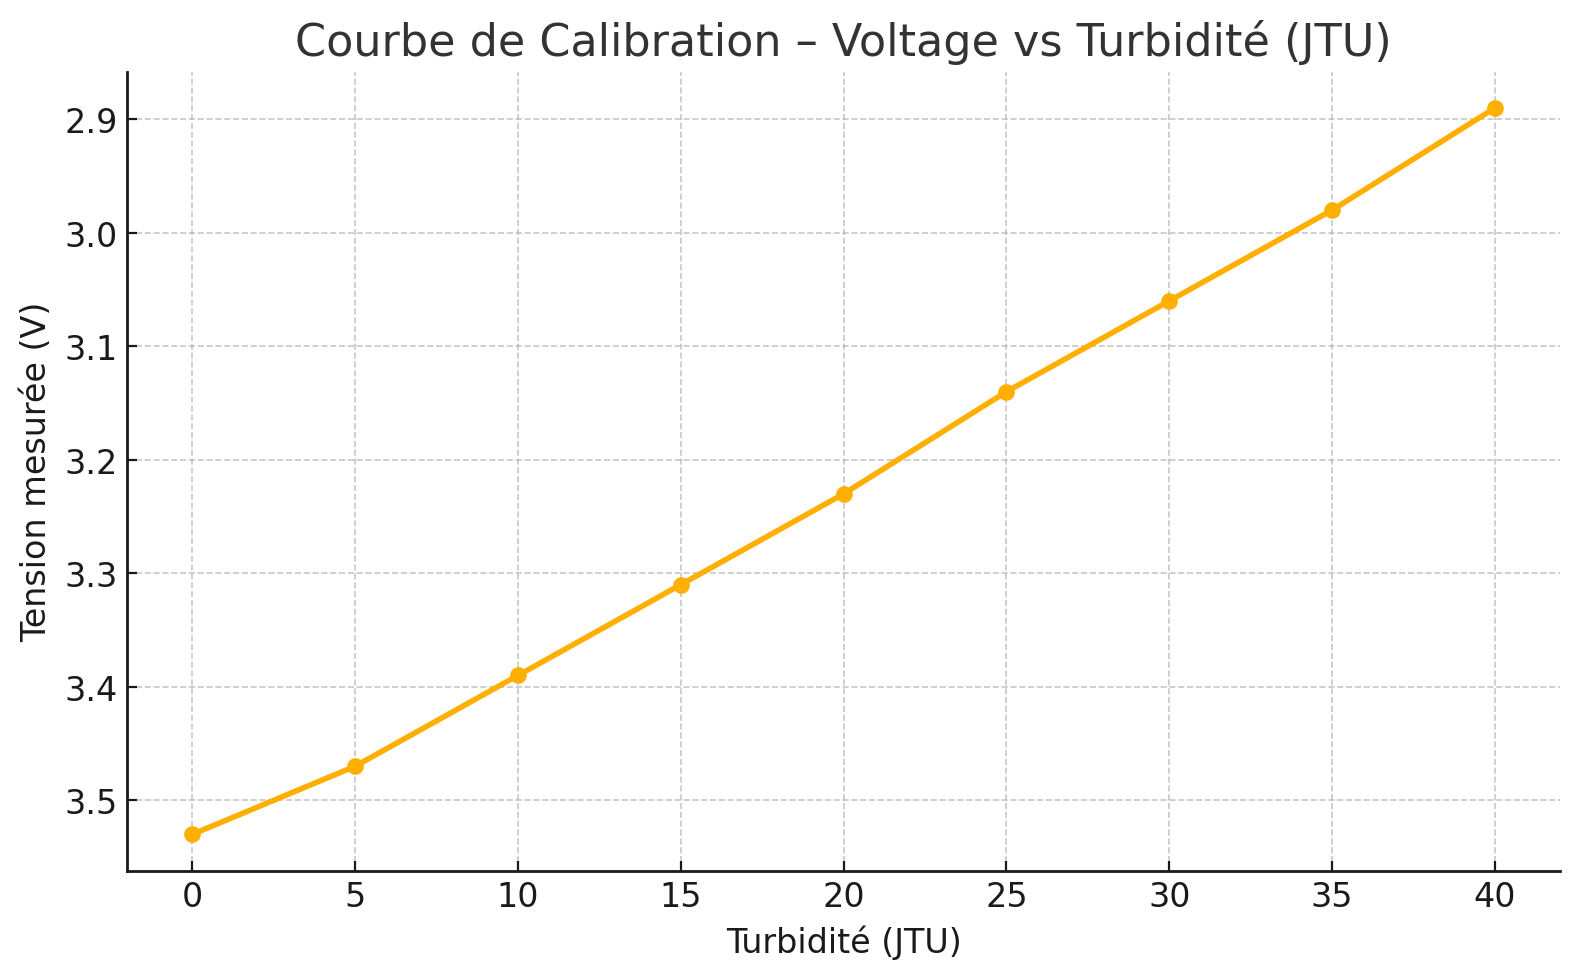 Courbe de Calibration – Voltage vs Turbidité (JTU)
2.9
3.0
3.1
3.2
3.3
3.4
3.5
Tension mesurée (V)
0 5 10 15 20 25 30 35 40
Turbidité (JTU)